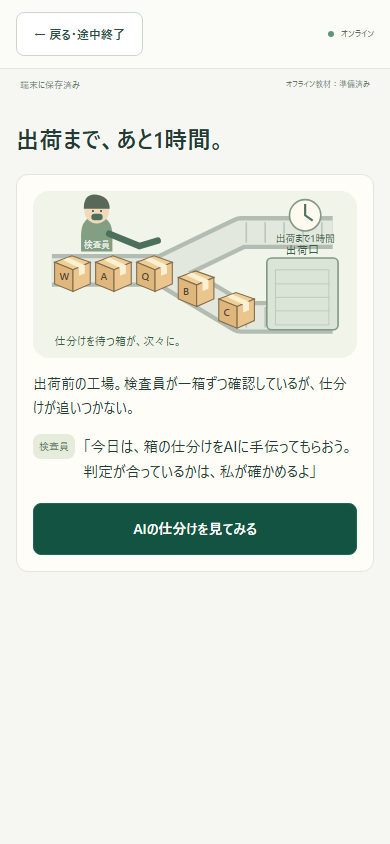 ← 戻る・途中終了
オンライン
端末に保存済み
オフライン教材：準備済み
出荷まで、あと1時間。
検査員
出荷まで1時間
出荷口
W
A
Q
B
C
仕分けを待つ箱が、次々に。
出荷前の工場。検査員が一箱ずつ確認しているが、仕分
けが追いつかない。
検査員
「今日は、箱の仕分けをAIに手伝ってもらおう。
判定が合っているかは、私が確かめるよ」
AIの仕分けを見てみる